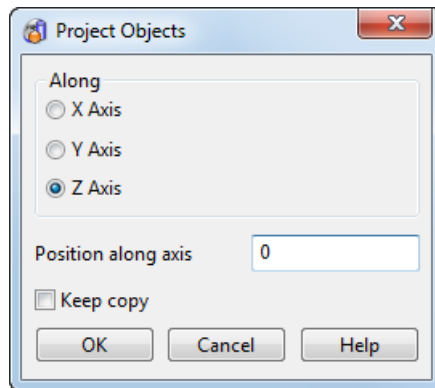 Project Objects
Along
X Axis
Y Axis
Z Axis
Position along axis 0
Keep copy
OK Cancel Help